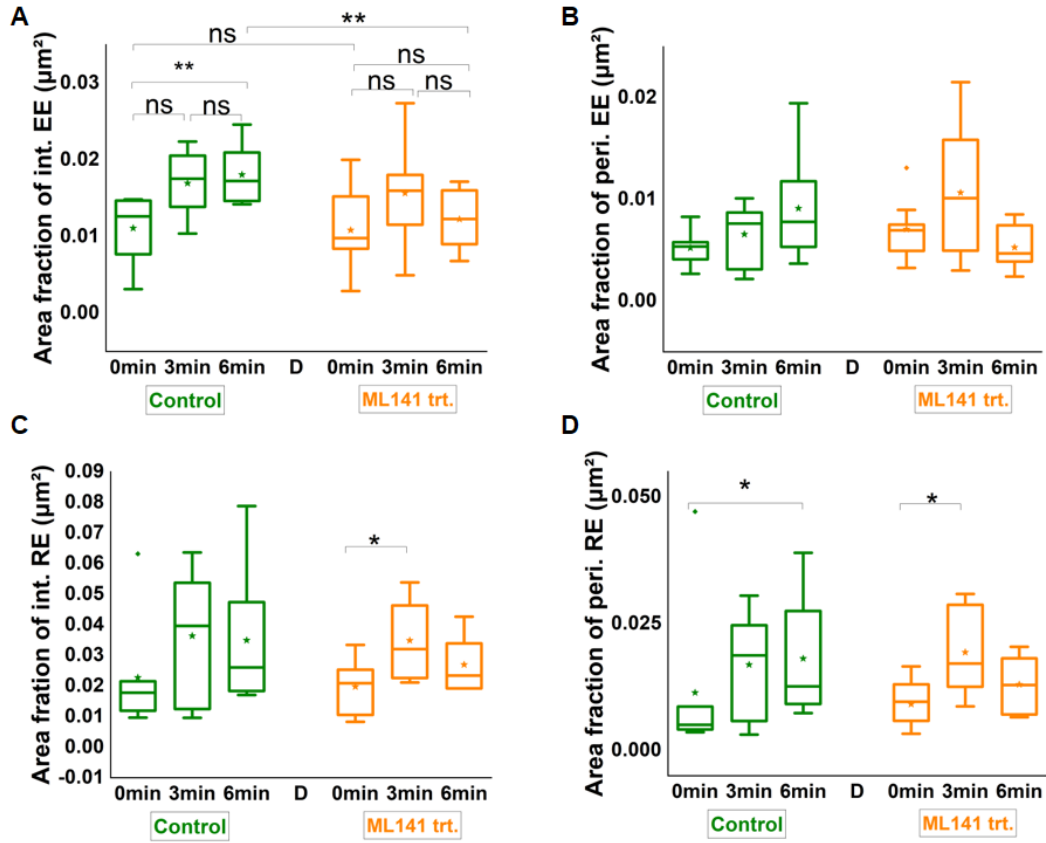 A
B
Area fraction of int. EE (µm²)
0.03
0.02
0.01
0.00
ns
**
**
ns
ns
ns
ns
ns
0min 3min 6min D 0min 3min 6min
Control
ML141 trt.
Area fraction of peri. EE (µm²)
0.02
0.01
0.00
0min 3min 6min D 0min 3min 6min
Control
ML141 trt.
C
D
Area fration of int. RE (µm²)
0.09
0.08
0.07
0.06
0.05
0.04
0.03
0.02
0.01
0.00
-0.01
*
0min 3min 6min D 0min 3min 6min
Control
ML141 trt.
Area fraction of peri. RE (µm²)
0.050
0.025
0.000
*
*
0min 3min 6min D 0min 3min 6min
Control
ML141 trt.